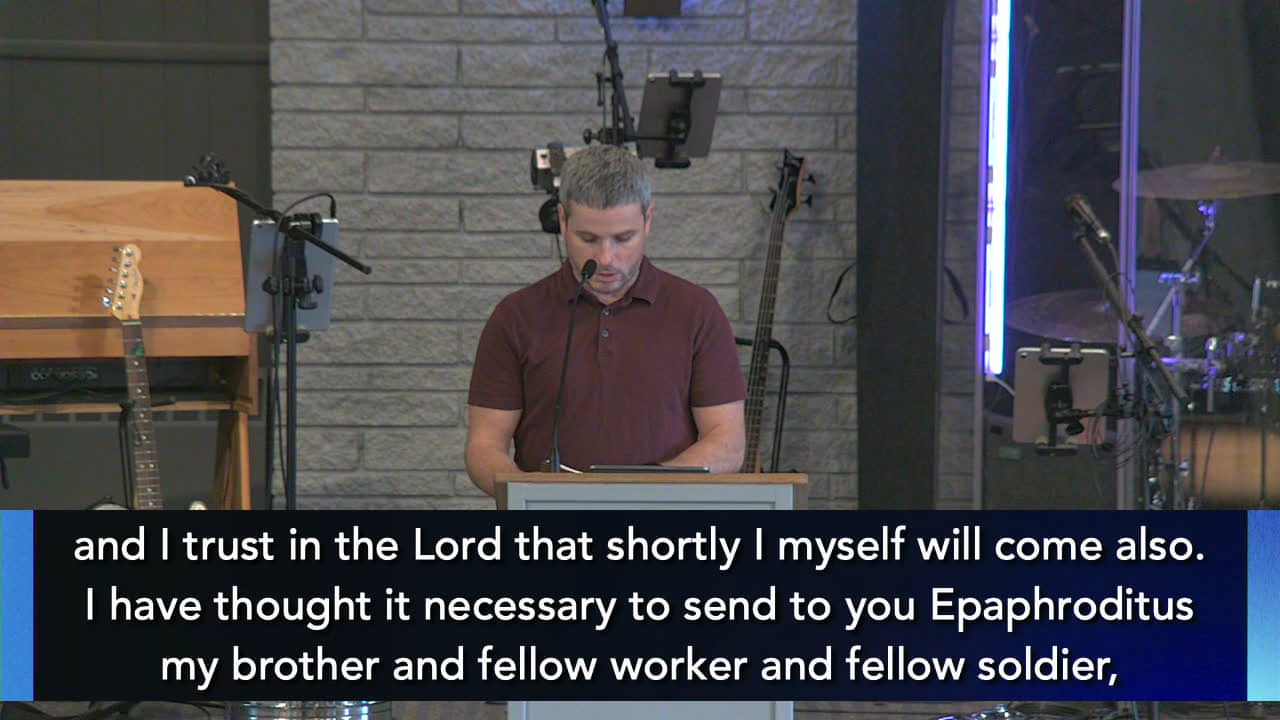 and I trust in the Lord that shortly I myself will come also.
I have thought it necessary to send to you Epaphroditus
my brother and fellow worker and fellow soldier,